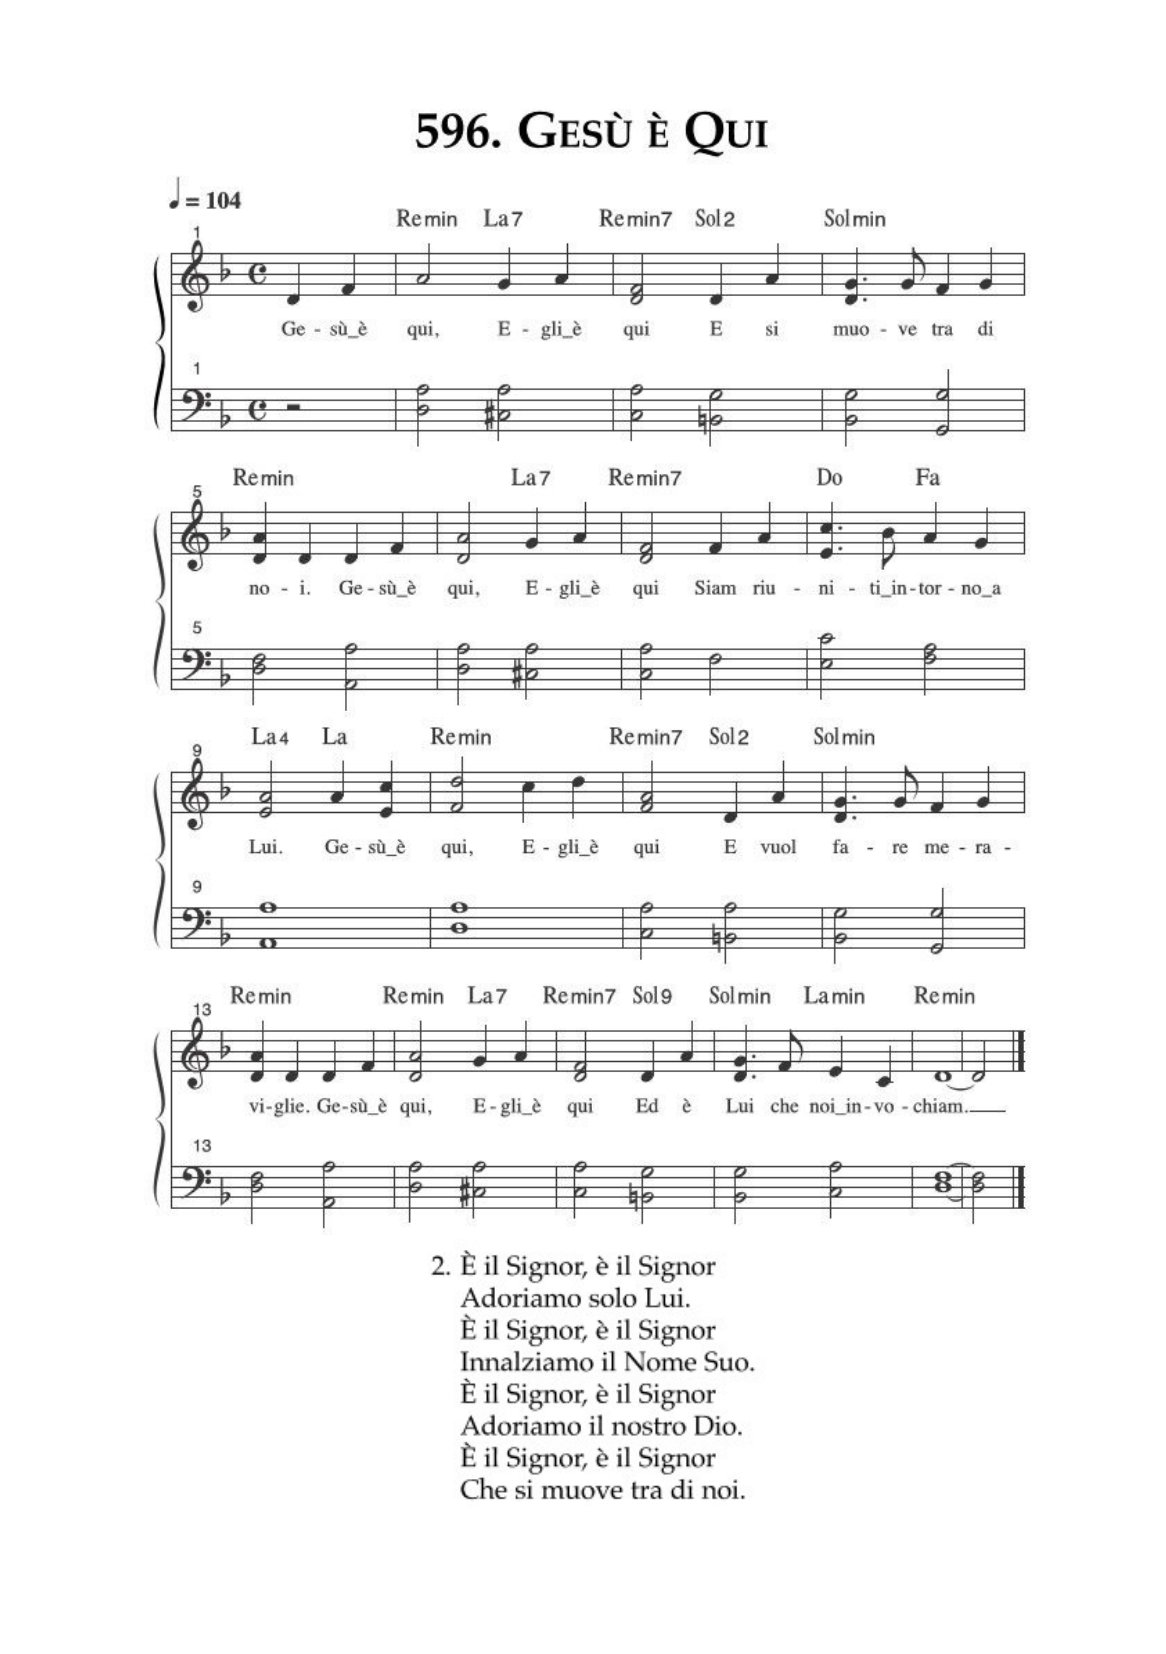 596. GESÙ È QUI
♩= 104
Remin La7 Remin7 Sol2 Solmin
1
Ge - sù_è qui, E - gli_è qui E si muo - ve tra di
1
Remin La7 Remin7 Do Fa
5
no - i. Ge - sù_è qui, E - gli_è qui Siam riu - ni - ti_in - tor - no_a
5
La4 La Remin Remin7 Sol2 Solmin
9
Lui. Ge - sù_è qui, E - gli_è qui E vuol fa - re me - ra -
9
Remin Remin La7 Remin7 Sol9 Solmin Lamin Remin
13
vi-glie. Ge-sù_è qui, E - gli_è qui Ed è Lui che noi_in - vo - chiam.
13
2. È il Signor, è il Signor
Adoriamo solo Lui.
È il Signor, è il Signor
Innalziamo il Nome Suo.
È il Signor, è il Signor
Adoriamo il nostro Dio.
È il Signor, è il Signor
Che si muove tra di noi.